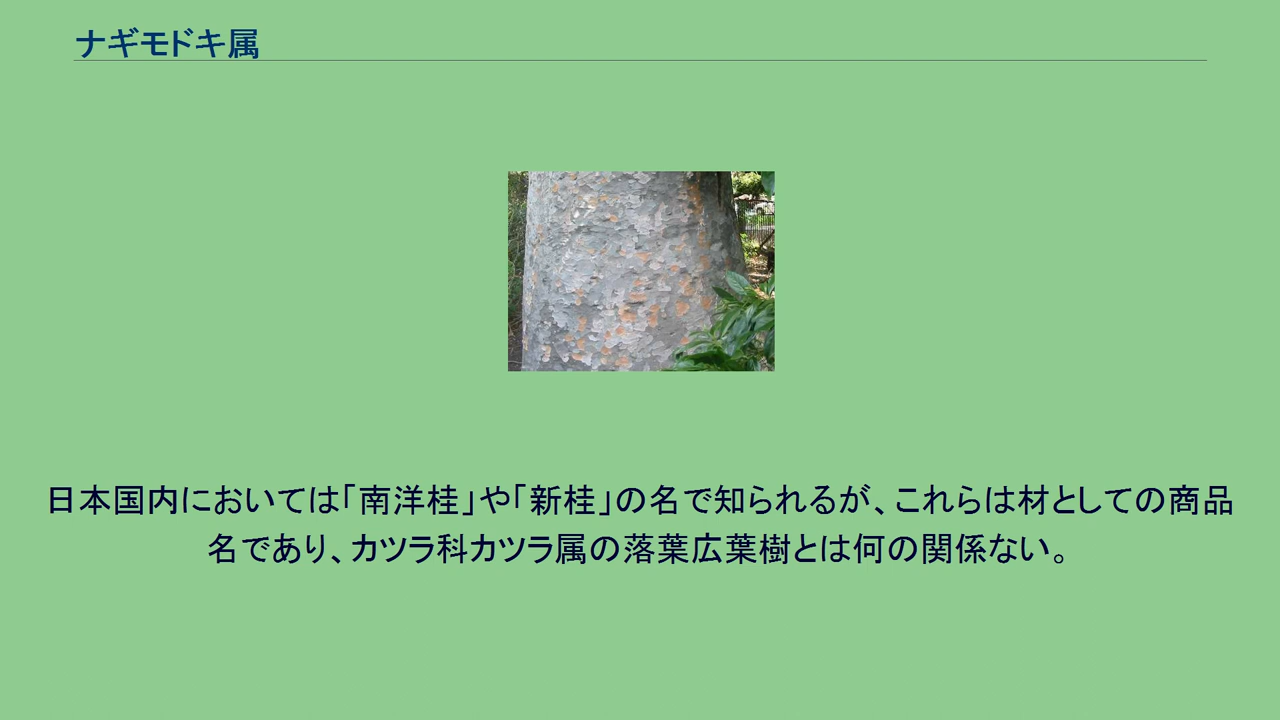 ナギモドキ属
日本国内においては「南洋桂」や「新桂」の名で知られるが、これらは材としての商品
名であり、カツラ科カツラ属の落葉広葉樹とは何の関係ない。